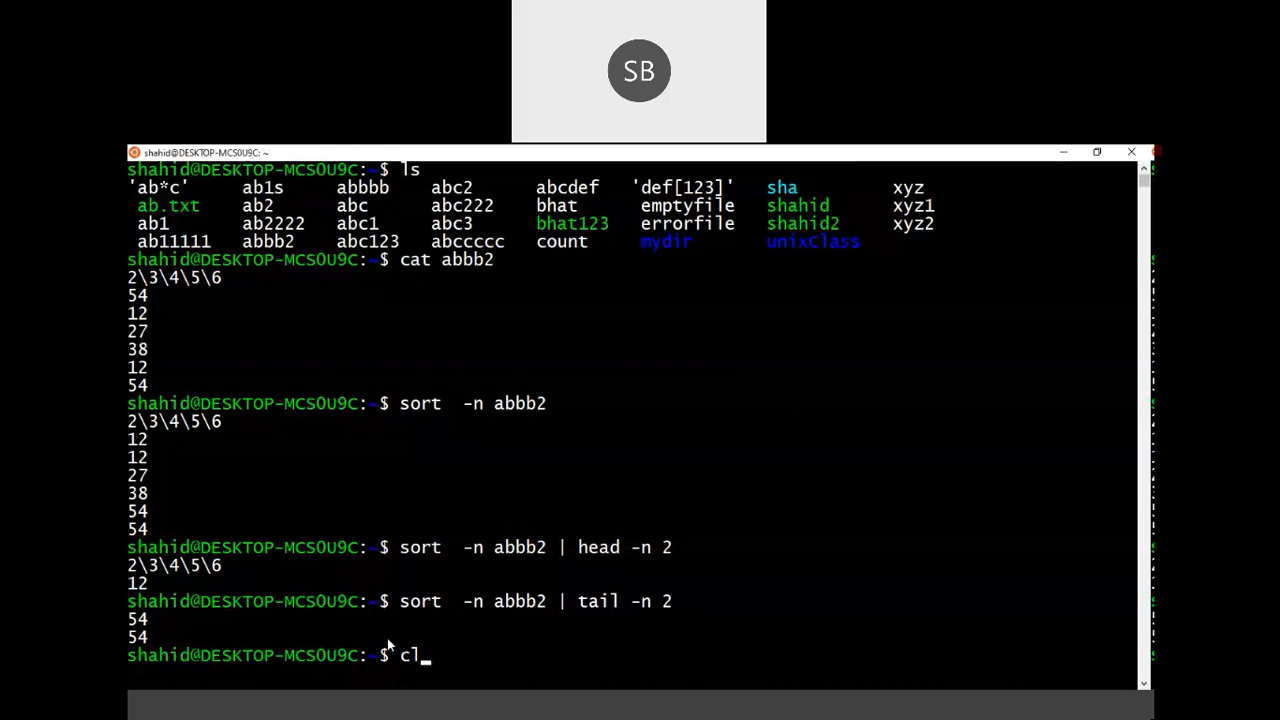 SB
shahid@DESKTOP-MCS0U9C: ~
shahid@DESKTOP-MCS0U9C:~$ ls
'ab*c' ab1s abbbb abc2 abcdef 'def[123]' sha xyz
ab.txt ab2 abc abc222 bhat emptyfile shahid xyz1
ab1 ab2222 abc1 abc3 bhat123 errorfile shahid2 xyz2
ab11111 abbb2 abc123 abccccc count mydir unixClass
shahid@DESKTOP-MCS0U9C:~$ cat abbb2
2\3\4\5\6
54
12
27
38
12
54
shahid@DESKTOP-MCS0U9C:~$ sort  -n abbb2
2\3\4\5\6
12
12
27
38
54
54
shahid@DESKTOP-MCS0U9C:~$ sort  -n abbb2 | head -n 2
2\3\4\5\6
12
shahid@DESKTOP-MCS0U9C:~$ sort  -n abbb2 | tail -n 2
54
54
shahid@DESKTOP-MCS0U9C:~$ cl_